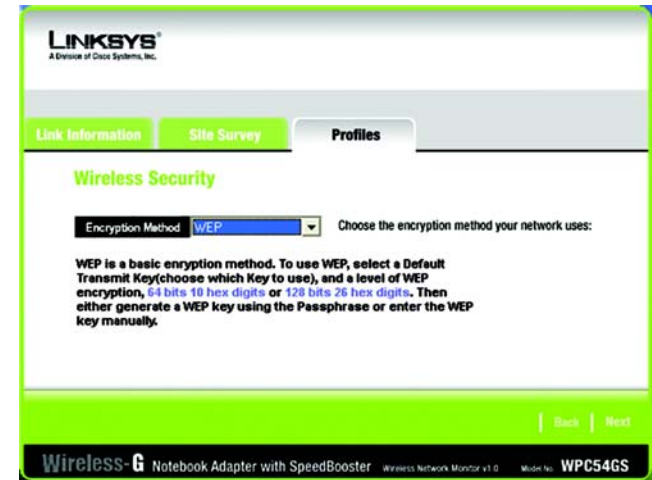 LINKSYS®
A Division of Cisco Systems, Inc.
Link Information
Site Survey
Profiles
Wireless Security
Encryption Method WEP Choose the encryption method your network uses:
WEP is a basic enryption method. To use WEP, select a Default
Transmit Key(choose which Key to use), and a level of WEP
encryption, 64 bits 10 hex digits or 128 bits 26 hex digits. Then
either generate a WEP key using the Passphrase or enter the WEP
key manually.
Back | Next
Wireless-G Notebook Adapter with SpeedBooster Wireless Network Monitor v1.0 Model No. WPC54GS